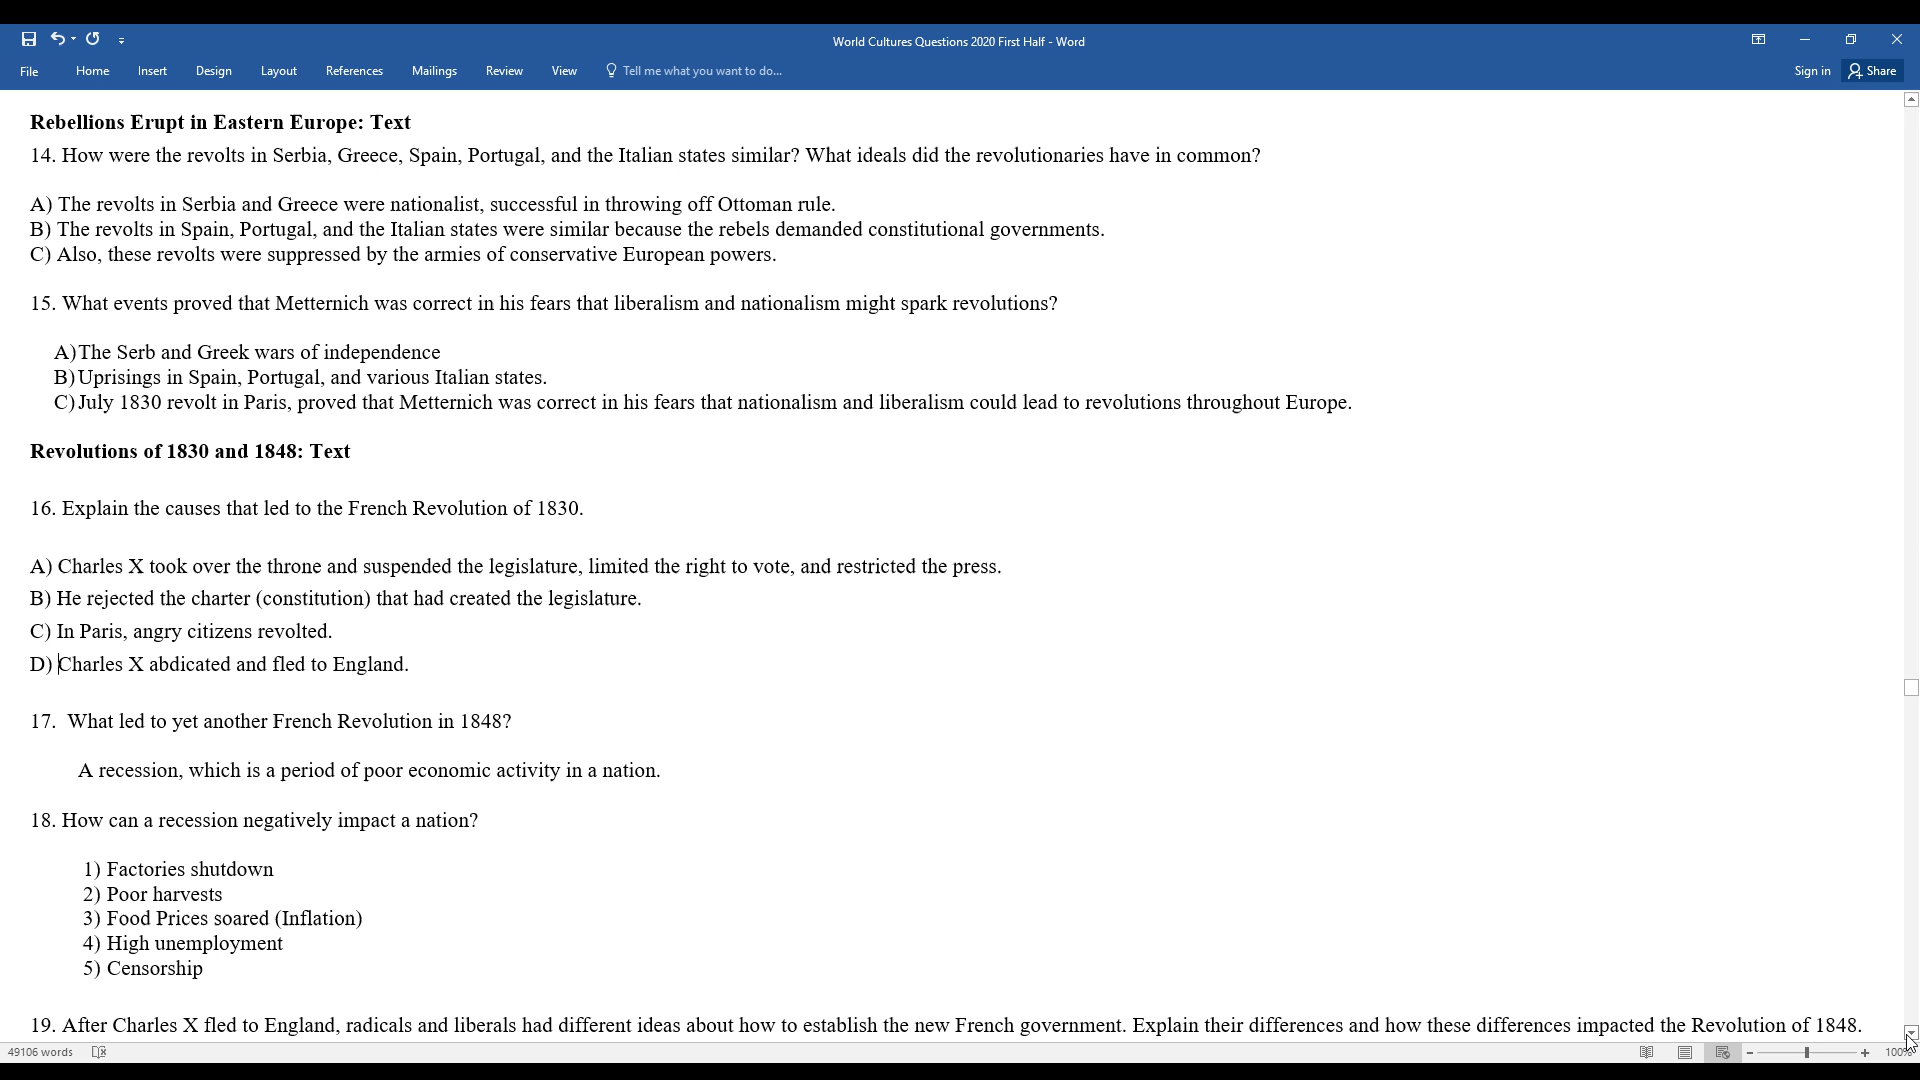 World Cultures Questions 2020 First Half - Word
File Home Insert Design Layout References Mailings Review View Tell me what you want to do... Sign in Share
Rebellions Erupt in Eastern Europe: Text
14. How were the revolts in Serbia, Greece, Spain, Portugal, and the Italian states similar? What ideals did the revolutionaries have in common?
A) The revolts in Serbia and Greece were nationalist, successful in throwing off Ottoman rule.
B) The revolts in Spain, Portugal, and the Italian states were similar because the rebels demanded constitutional governments.
C) Also, these revolts were suppressed by the armies of conservative European powers.
15. What events proved that Metternich was correct in his fears that liberalism and nationalism might spark revolutions?
A) The Serb and Greek wars of independence
B) Uprisings in Spain, Portugal, and various Italian states.
C) July 1830 revolt in Paris, proved that Metternich was correct in his fears that nationalism and liberalism could lead to revolutions throughout Europe.
Revolutions of 1830 and 1848: Text
16. Explain the causes that led to the French Revolution of 1830.
A) Charles X took over the throne and suspended the legislature, limited the right to vote, and restricted the press.
B) He rejected the charter (constitution) that had created the legislature.
C) In Paris, angry citizens revolted.
D) Charles X abdicated and fled to England.
17. What led to yet another French Revolution in 1848?
A recession, which is a period of poor economic activity in a nation.
18. How can a recession negatively impact a nation?
1) Factories shutdown
2) Poor harvests
3) Food Prices soared (Inflation)
4) High unemployment
5) Censorship
19. After Charles X fled to England, radicals and liberals had different ideas about how to establish the new French government. Explain their differences and how these differences impacted the Revolution of 1848.
49106 words 100%